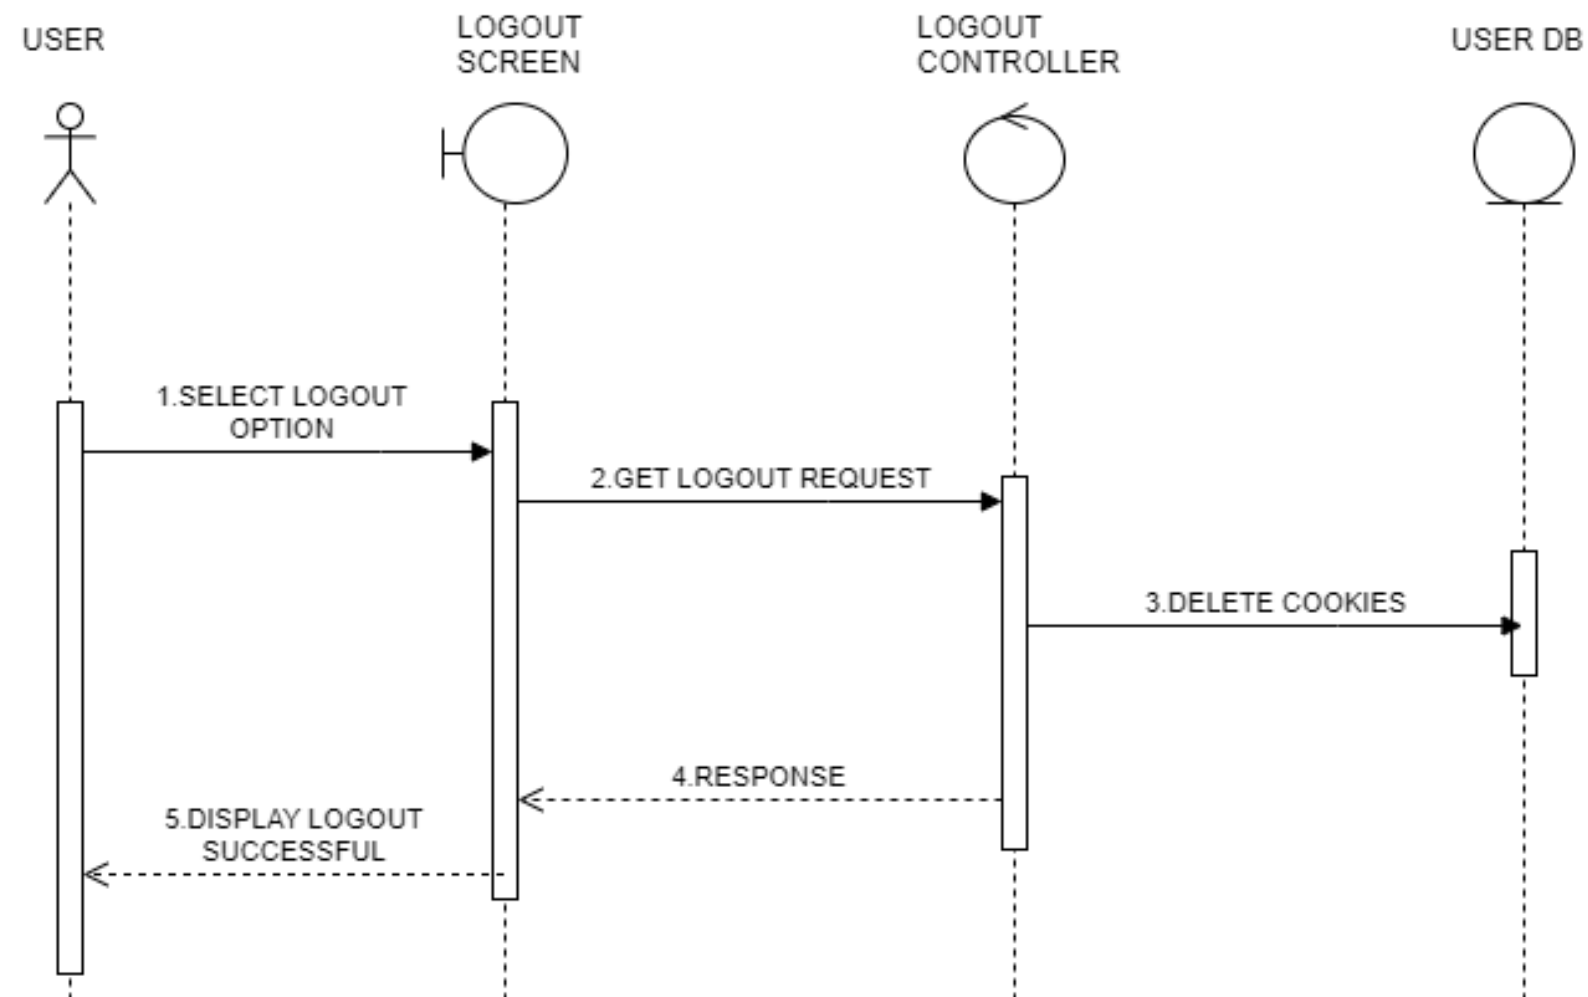 USER
LOGOUT
SCREEN
LOGOUT
CONTROLLER
USER DB
1.SELECT LOGOUT
OPTION
2.GET LOGOUT REQUEST
3.DELETE COOKIES
4.RESPONSE
5.DISPLAY LOGOUT
SUCCESSFUL